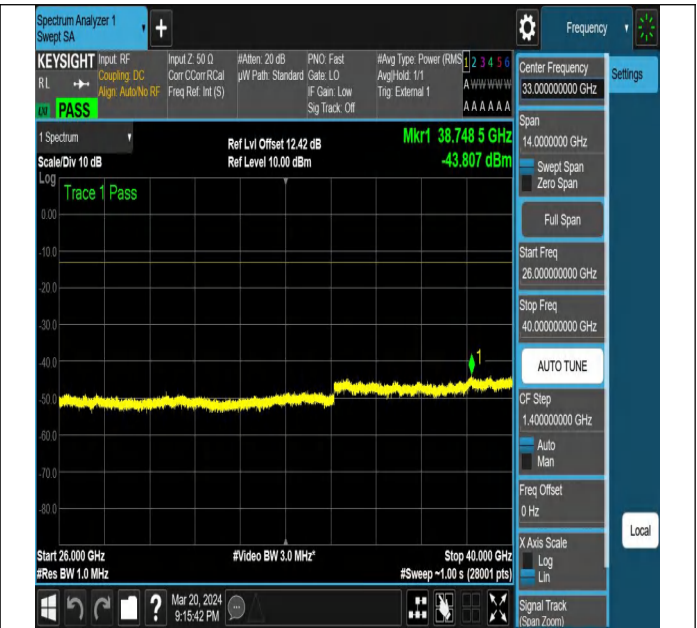 Spectrum Analyzer 1
Swept SA
+
Frequency
KEYSIGHT
RL
PASS
Input: RF
Coupling: DC
Align: Auto/No RF
Input Z: 50 Ω
Corr CCorr RCal
Freq Ref: Int (S)
#Atten: 20 dB
µW Path: Standard
PNO: Fast
Gate: LO
IF Gain: Low
Sig Track: Off
#Avg Type: Power (RMS
Avg|Hold: 1/1
Trig: External 1
1 2 3 4 5 6
A W W W W W
A A A A A A
Center Frequency
33.000000000 GHz
Settings
Span
14.0000000 GHz
Swept Span
Zero Span
Full Span
Start Freq
26.000000000 GHz
Stop Freq
40.000000000 GHz
AUTO TUNE
CF Step
1.400000000 GHz
Auto
Man
Freq Offset
0 Hz
X Axis Scale
Log
Lin
Local
Signal Track
(Span Zoom)
1 Spectrum
Scale/Div 10 dB
Ref Lvl Offset 12.42 dB
Ref Level 10.00 dBm
Mkr1 38.748 5 GHz
-43.807 dBm
Log
Trace 1 Pass
0.00
-10.0
-20.0
-30.0
-40.0
-50.0
-60.0
-70.0
-80.0
1
Start 26.000 GHz
#Res BW 1.0 MHz
#Video BW 3.0 MHz*
Stop 40.000 GHz
#Sweep ~1.00 s (28001 pts)
?
Mar 20, 2024
9:15:42 PM